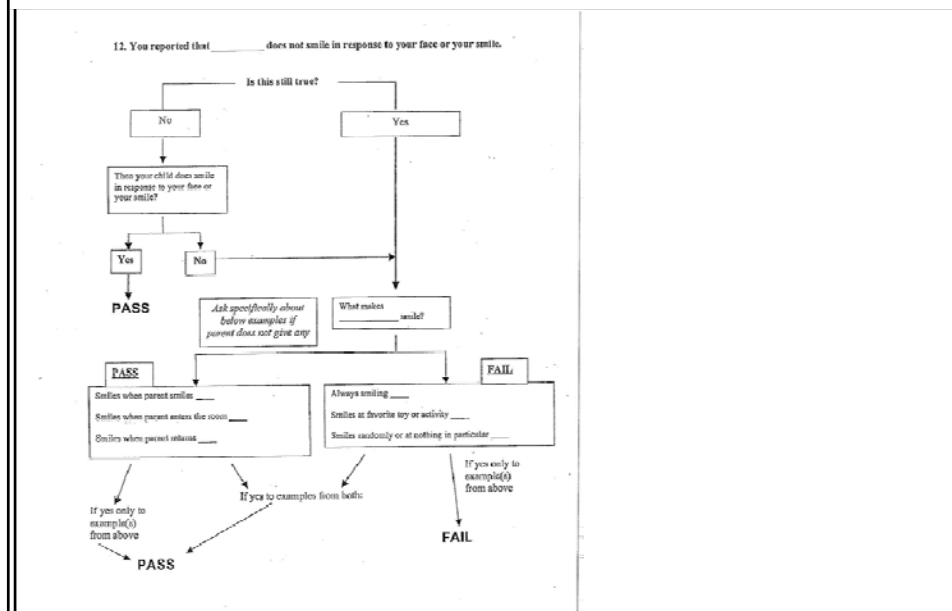 12. You reported that ________ does not smile in response to your face or your smile.
Is this still true?
No
Yes
Then your child does smile
in response to your face or
your smile?
Yes
No
PASS
Ask specifically about
below examples if
parent does not give any
What makes
________ smile?
PASS
Smiles when parent smiles ____
Smiles when parent enters the room ____
Smiles when parent returns ____
FAIL
Always smiling ____
Smiles at favorite toy or activity ____
Smiles randomly or at nothing in particular ____
If yes only to
example(s)
from above
If yes to examples from both:
If yes only to
example(s)
from above
PASS
FAIL